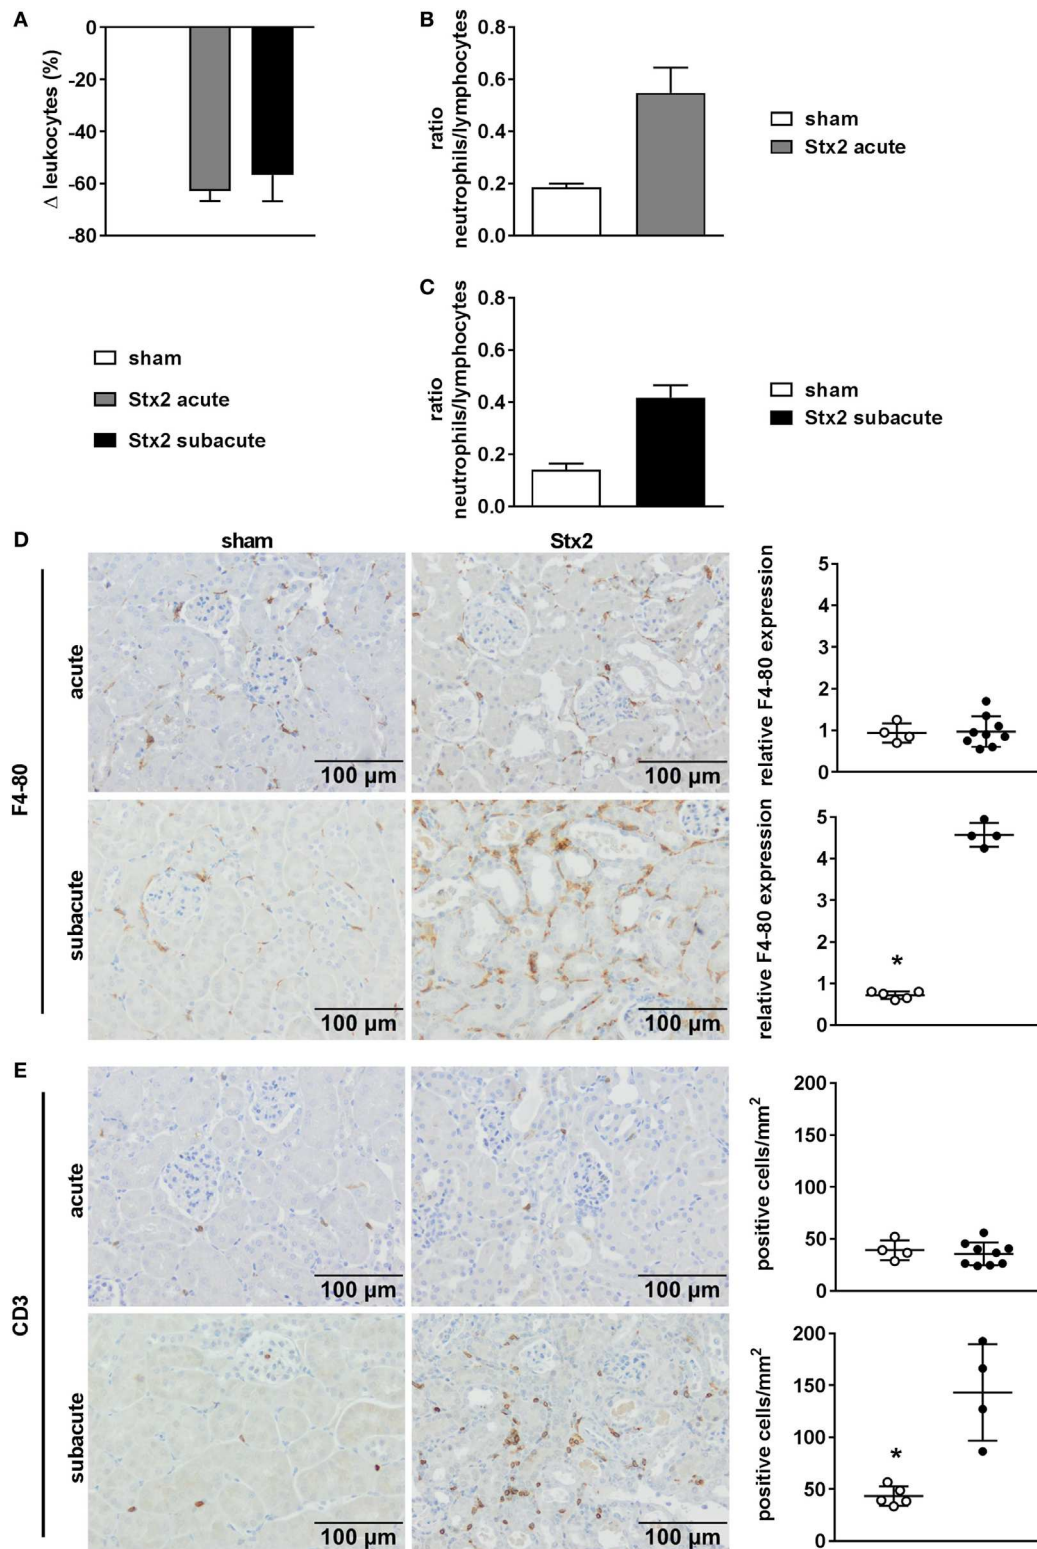 A
0
-20
-40
-60
-80
Δ leukocytes (%)
sham
Stx2 acute
Stx2 subacute
B
0.8
0.6
0.4
0.2
0.0
ratio
neutrophils/lymphocytes
sham
Stx2 acute
C
0.8
0.6
0.4
0.2
0.0
ratio
neutrophils/lymphocytes
sham
Stx2 subacute
D
sham
Stx2
F4-80
acute
100 µm
100 µm
relative F4-80 expression
5
4
3
2
1
0
subacute
100 µm
100 µm
relative F4-80 expression
5
4
3
2
1
0
*
E
CD3
acute
100 µm
100 µm
positive cells/mm²
200
150
100
50
0
subacute
100 µm
100 µm
positive cells/mm²
200
150
100
50
0
*